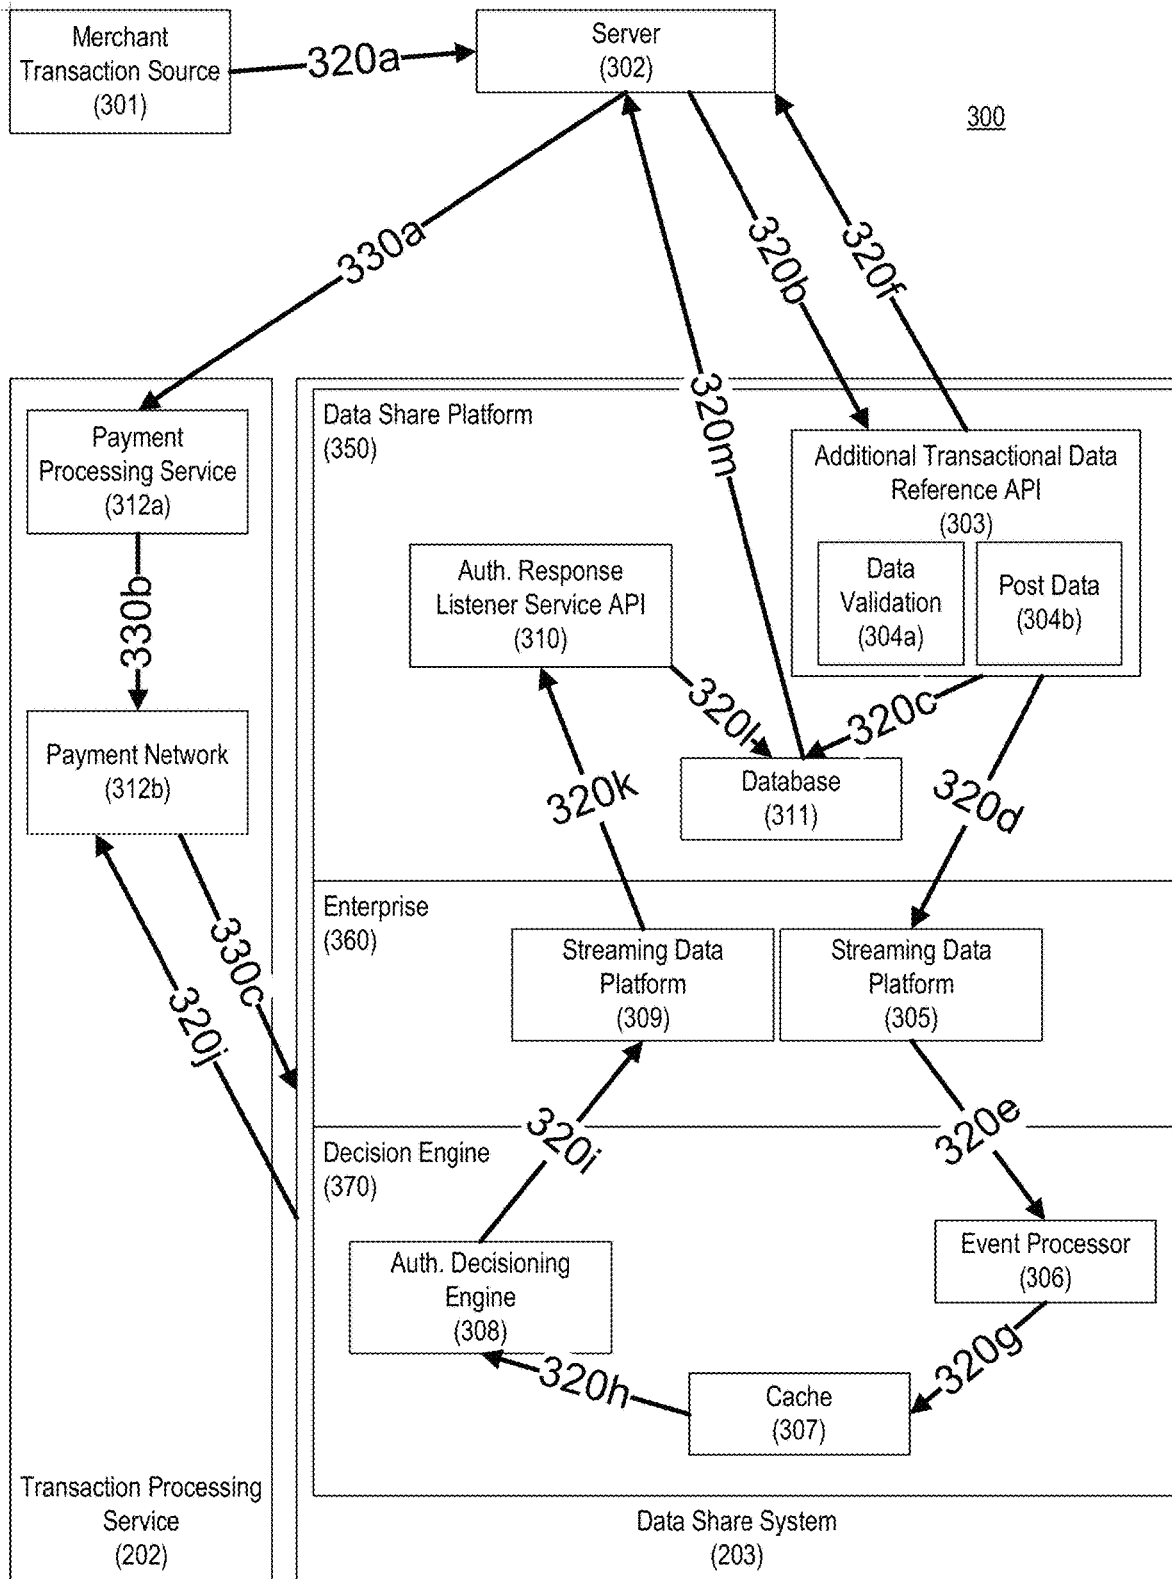 Merchant
Transaction Source
(301)
320a
Server
(302)
300
330a
320b
320f
320m
Payment
Processing Service
(312a)
330b
Payment Network
(312b)
330c
320j
Transaction Processing
Service
(202)
Data Share Platform
(350)
Additional Transactional Data
Reference API
(303)
Data
Validation
(304a)
Post Data
(304b)
Auth. Response
Listener Service API
(310)
320l
320c
Database
(311)
320k
320d
Enterprise
(360)
Streaming Data
Platform
(309)
Streaming Data
Platform
(305)
320i
320e
Decision Engine
(370)
Auth. Decisioning
Engine
(308)
Event Processor
(306)
320h
320g
Cache
(307)
Data Share System
(203)